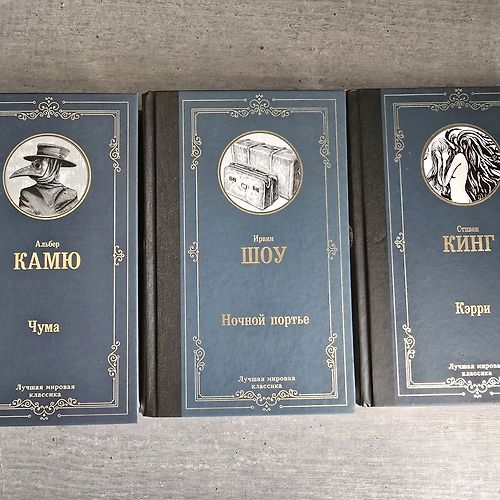 Альбер
КАМЮ
Чума
Лучшая мировая
классика
Ирвин
ШОУ
Ночной портье
Лучшая мировая
классика
Стивен
КИНГ
Кэрри
Лучшая мировая
классика